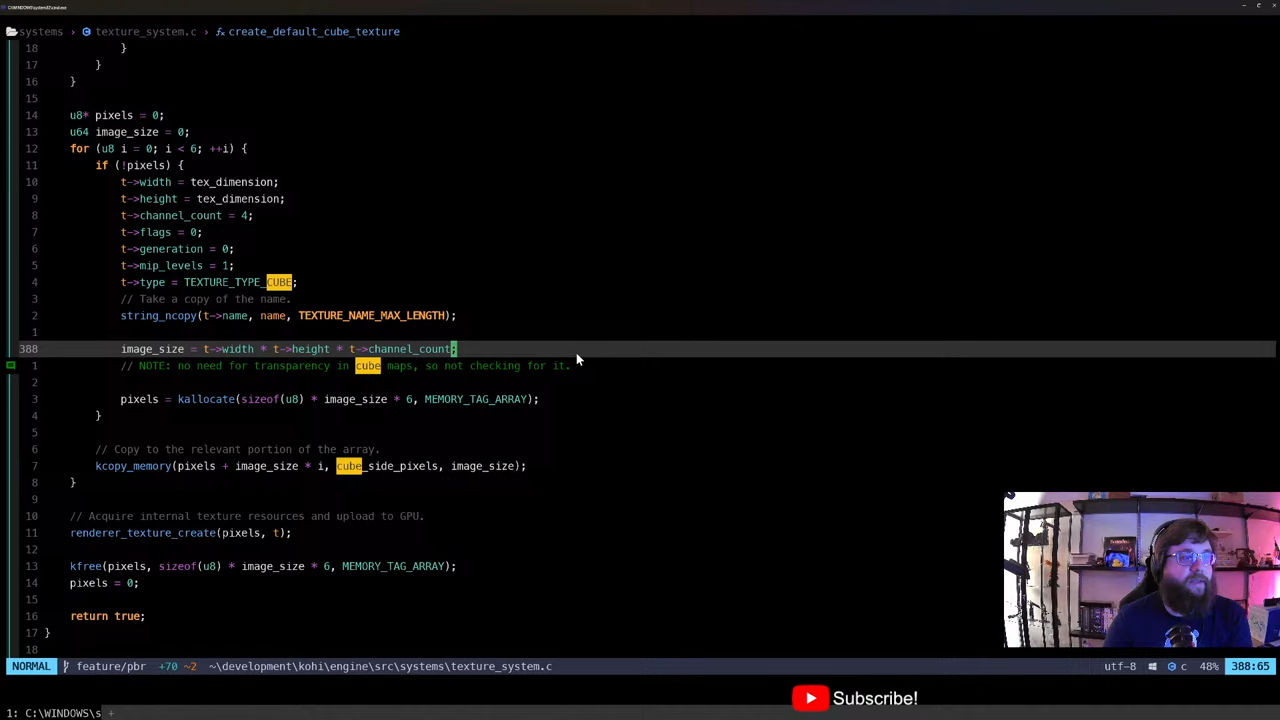 C:\WINDOWS\system32\cmd.exe
systems > texture_system.c > create_default_cube_texture
18 }
17 }
16 }
15
14 u8* pixels = 0;
13 u64 image_size = 0;
12 for (u8 i = 0; i < 6; ++i) {
11 if (!pixels) {
10 t->width = tex_dimension;
9 t->height = tex_dimension;
8 t->channel_count = 4;
7 t->flags = 0;
6 t->generation = 0;
5 t->mip_levels = 1;
4 t->type = TEXTURE_TYPE_CUBE;
3 // Take a copy of the name.
2 string_ncopy(t->name, name, TEXTURE_NAME_MAX_LENGTH);
1
388 image_size = t->width * t->height * t->channel_count;
1 // NOTE: no need for transparency in cube maps, so not checking for it.
2
3 pixels = kallocate(sizeof(u8) * image_size * 6, MEMORY_TAG_ARRAY);
4 }
5
6 // Copy to the relevant portion of the array.
7 kcopy_memory(pixels + image_size * i, cube_side_pixels, image_size);
8 }
9
10 // Acquire internal texture resources and upload to GPU.
11 renderer_texture_create(pixels, t);
12
13 kfree(pixels, sizeof(u8) * image_size * 6, MEMORY_TAG_ARRAY);
14 pixels = 0;
15
16 return true;
17 }
18
NORMAL feature/pbr +70 ~2 ~\development\kohi\engine\src\systems\texture_system.c utf-8 c 48% 388:65
Subscribe!
1: C:\WINDOWS\s +